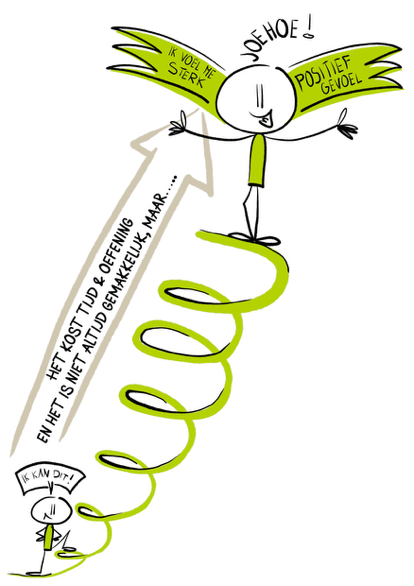 JOEHOE!
IK VOEL ME
STERK
POSITIEF
GEVOEL
HET KOST TIJD & OEFENING
EN HET IS NIET ALTIJD GEMAKKELIJK, MAAR.....
IK KAN DIT!